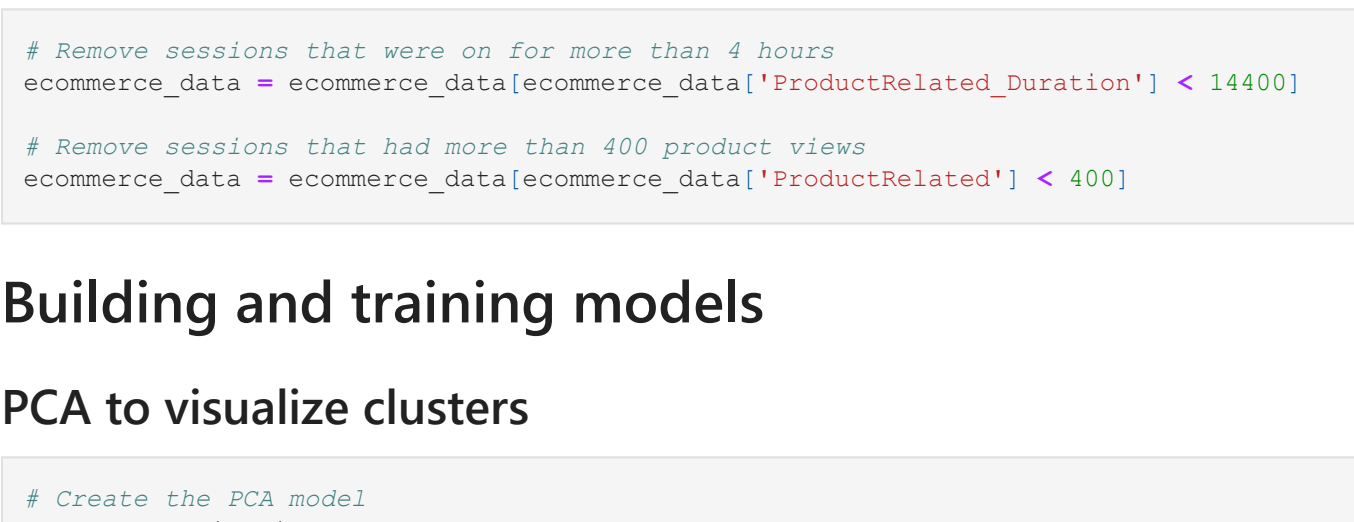 # Remove sessions that were on for more than 4 hours
ecommerce_data = ecommerce_data[ecommerce_data['ProductRelated_Duration'] < 14400]
# Remove sessions that had more than 400 product views
ecommerce_data = ecommerce_data[ecommerce_data['ProductRelated'] < 400]
Building and training models
PCA to visualize clusters
# Create the PCA model